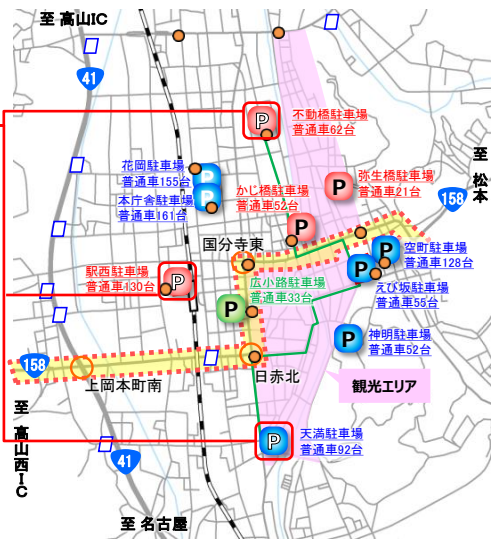 至 高山IC
41
P
不動橋駐車場
普通車62台
花岡駐車場
普通車155台
P
本庁舎駐車場
普通車161台
P
かじ橋駐車場
普通車52台
P
弥生橋駐車場
普通車21台
P
至 松本
158
国分寺東
空町駐車場
普通車128台
P
駅西駐車場
普通車130台
P
広小路駐車場
普通車33台
P
えび坂駐車場
普通車55台
P
神明駐車場
普通車52台
P
158
上岡本町南
日赤北
観光エリア
至 高山西IC
天満駐車場
普通車92台
P
41
至 名古屋